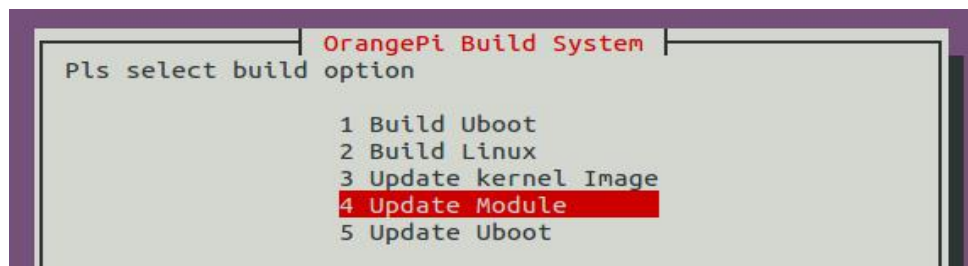 OrangePi Build System
Pls select build option
1 Build Uboot
2 Build Linux
3 Update kernel Image
4 Update Module
5 Update Uboot